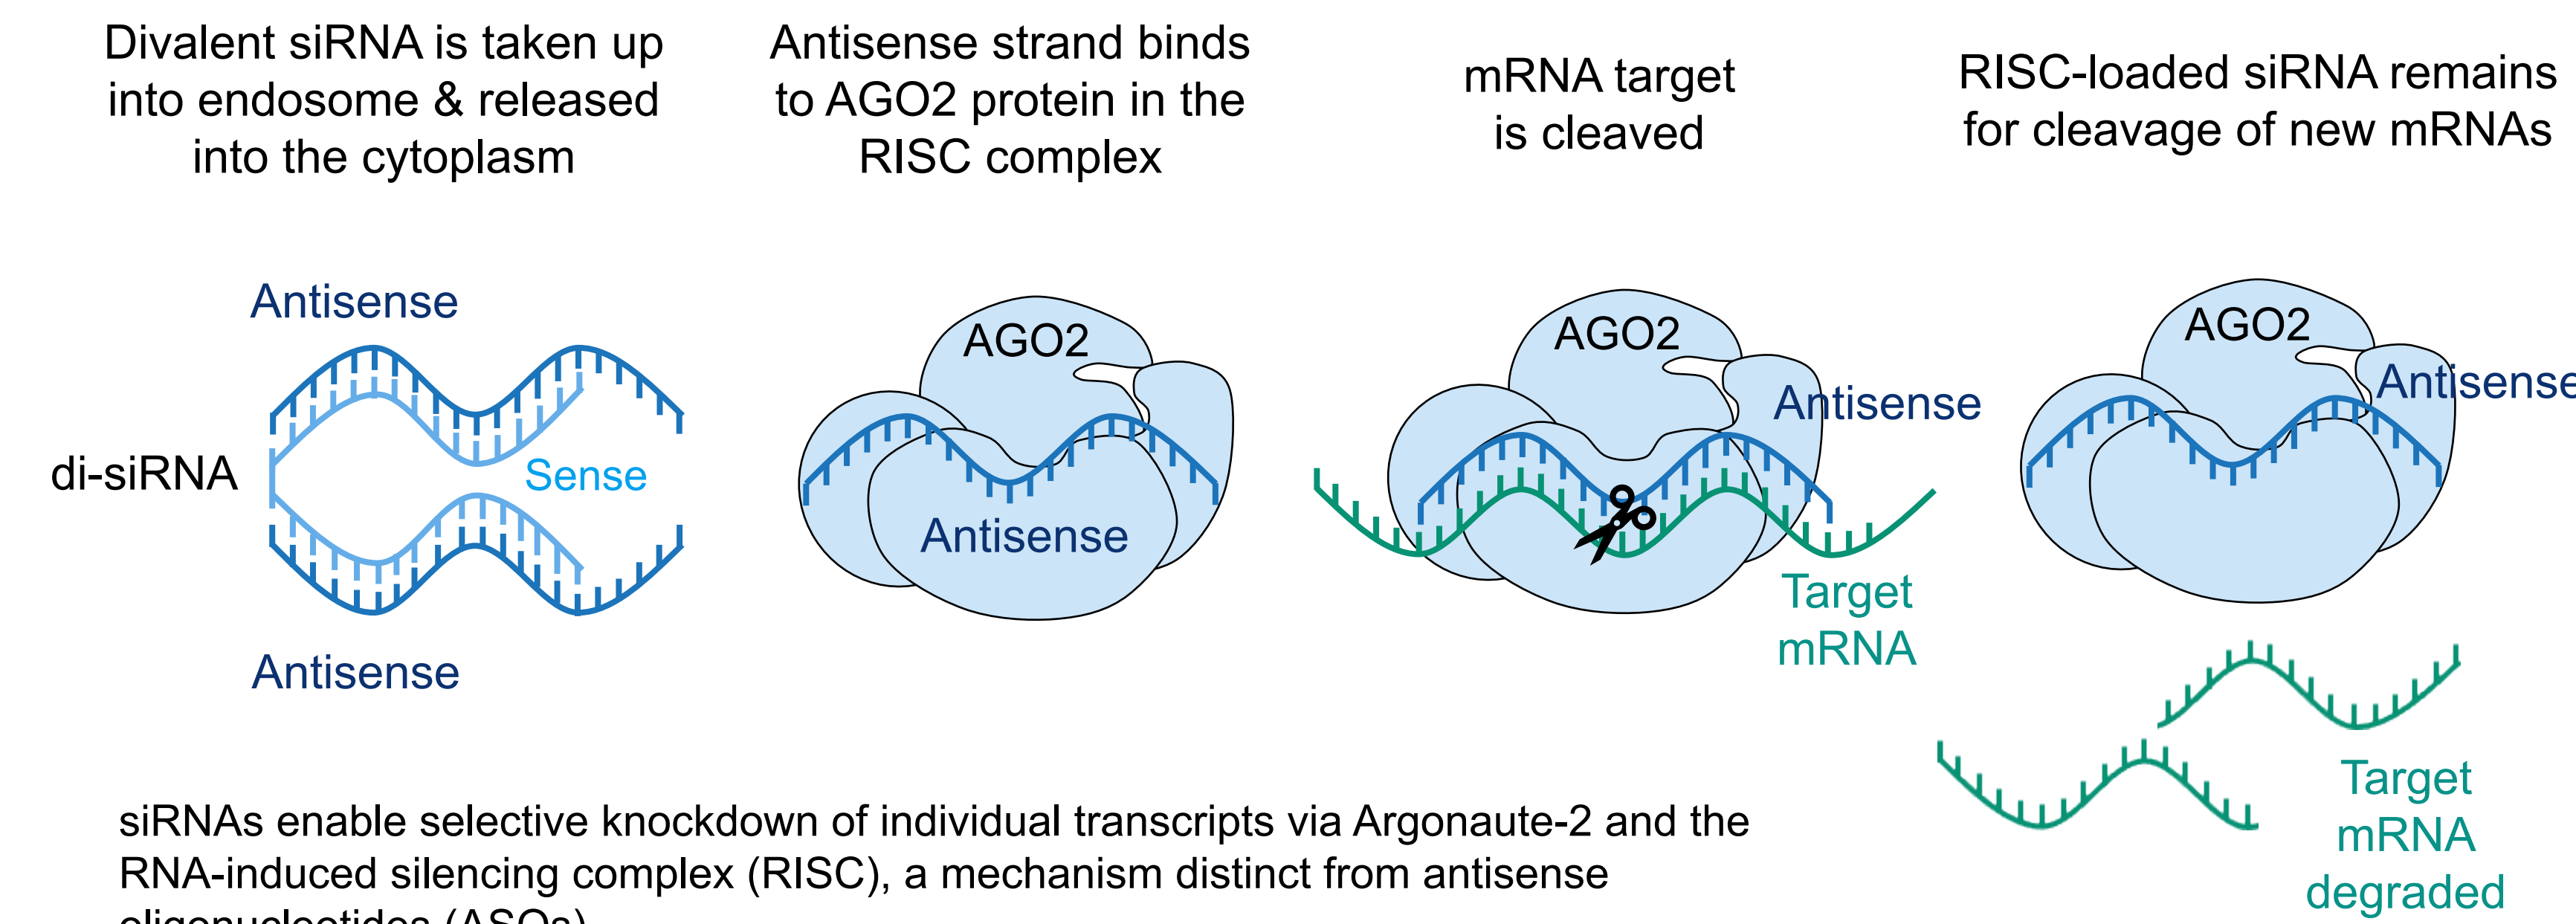 Divalent siRNA is taken up
into endosome & released
into the cytoplasm
Antisense strand binds
to AGO2 protein in the
RISC complex
mRNA target
is cleaved
RISC-loaded siRNA remains
for cleavage of new mRNAs
Antisense
di-siRNA
Sense
Antisense
AGO2
Antisense
AGO2
Antisense
Target
mRNA
AGO2
Antisense
Target
mRNA
degraded
siRNAs enable selective knockdown of individual transcripts via Argonaute-2 and the
RNA-induced silencing complex (RISC), a mechanism distinct from antisense
oligonucleotides (ASOs)